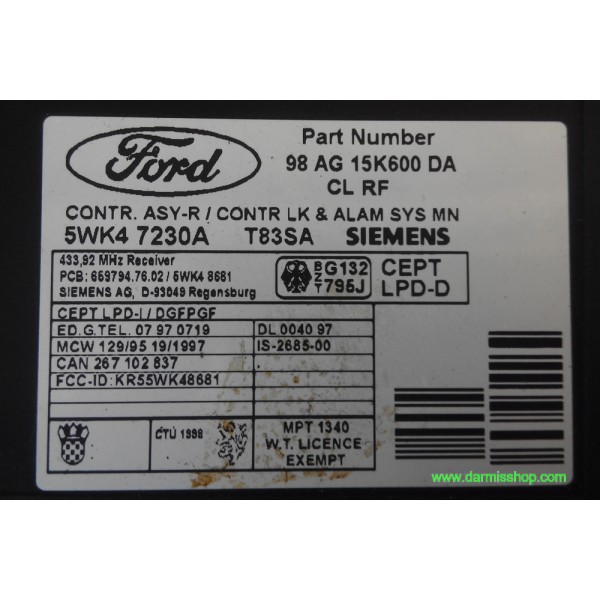 Ford
Part Number
98 AG 15K600 DA
CL RF
CONTR. ASY-R / CONTR LK & ALAM SYS MN
5WK4 7230A T83SA SIEMENS
433,92 MHz Receiver
PCB: 659794.76.02 / 5WK4 8681
SIEMENS AG, D-93049 Regensburg
BZT G132
T795J
CEPT
LPD-D
CEPT LPD-I / DGFPGF
ED.G.TEL. 07 97 0719
DL 0040 97
MCW 129/95 19/1997
IS-2685-00
CAN 267 102 837
FCC-ID: KR55WK48681
ČTÚ 1998
MPT 1340
W.T. LICENCE
EXEMPT
www.darmisshop.com